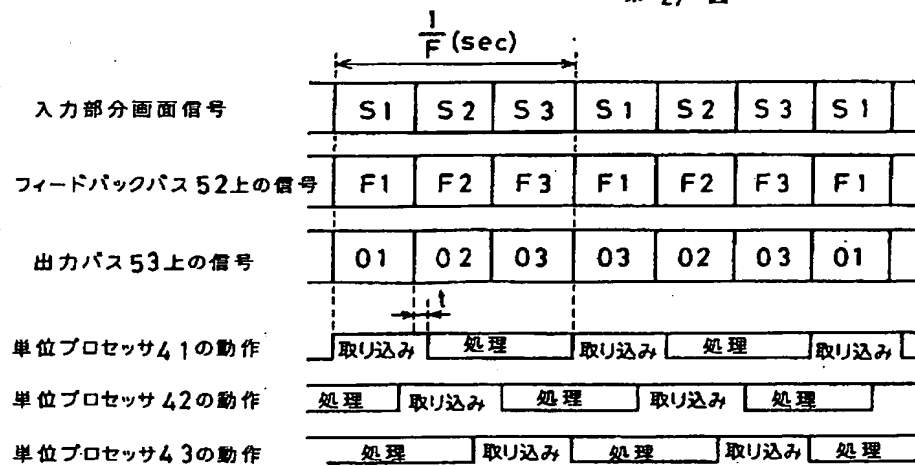 第 27 図
1/F (sec)
入力部分画面信号 S1 S2 S3 S1 S2 S3 S1
フィードバックバス52上の信号 F1 F2 F3 F1 F2 F3 F1
出力バス53上の信号 01 02 03 03 02 03 01
t
単位プロセッサ41の動作 取り込み 処理 取り込み 処理 取り込み
単位プロセッサ42の動作 処理 取り込み 処理 取り込み 処理
単位プロセッサ43の動作 処理 取り込み 処理 取り込み 処理